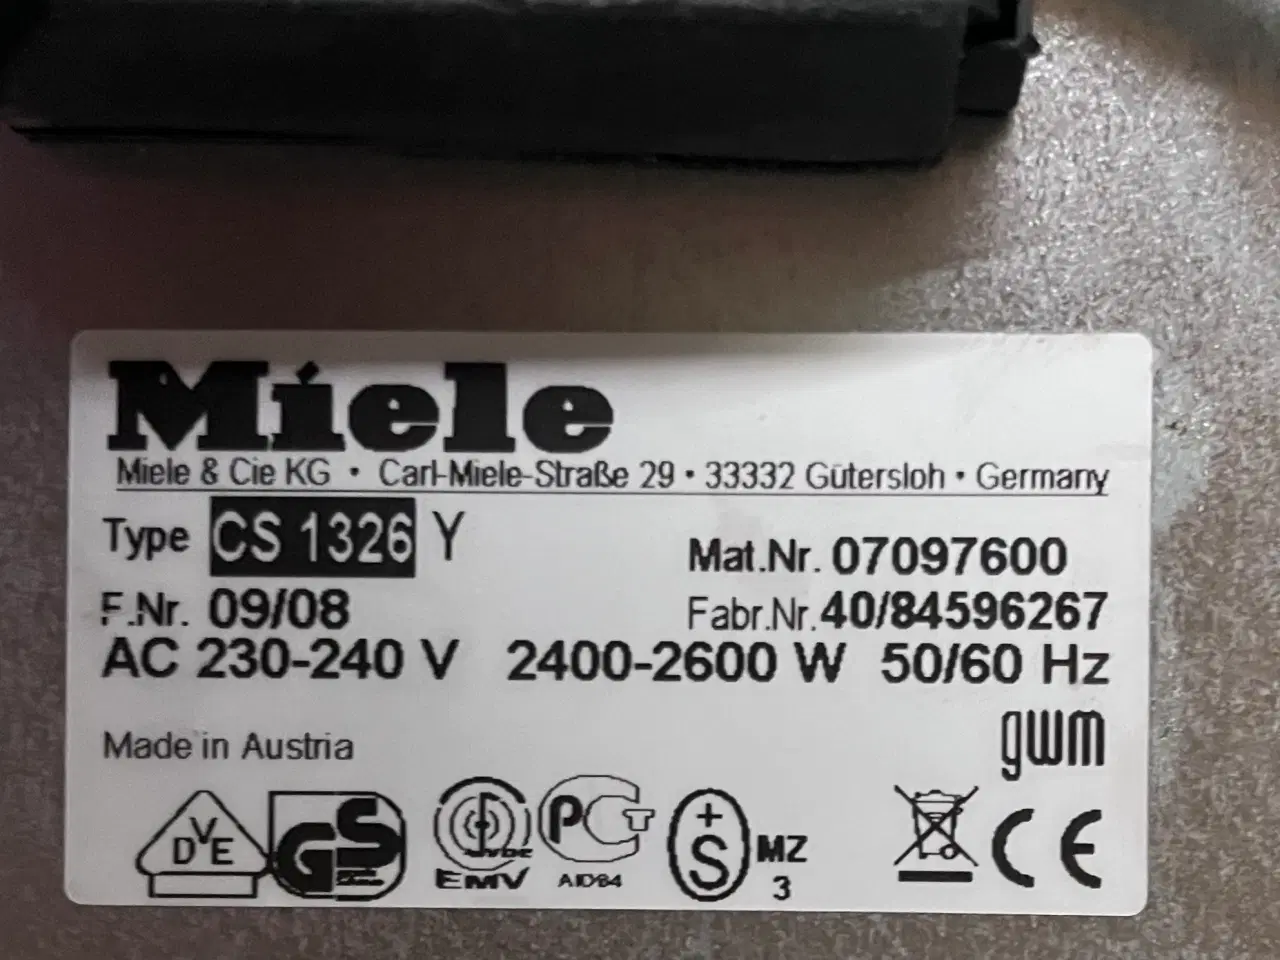 Miele
Miele & Cie KG • Carl-Miele-Straße 29 • 33332 Gütersloh • Germany
Type CS 1326 Y
Mat.Nr. 07097600
F.Nr. 09/08
Fabr.Nr. 40/84596267
AC 230-240 V 2400-2600 W 50/60 Hz
gwm
Made in Austria
DVE GS VDE PCT +S MZ CE
EMV АЮ64 3